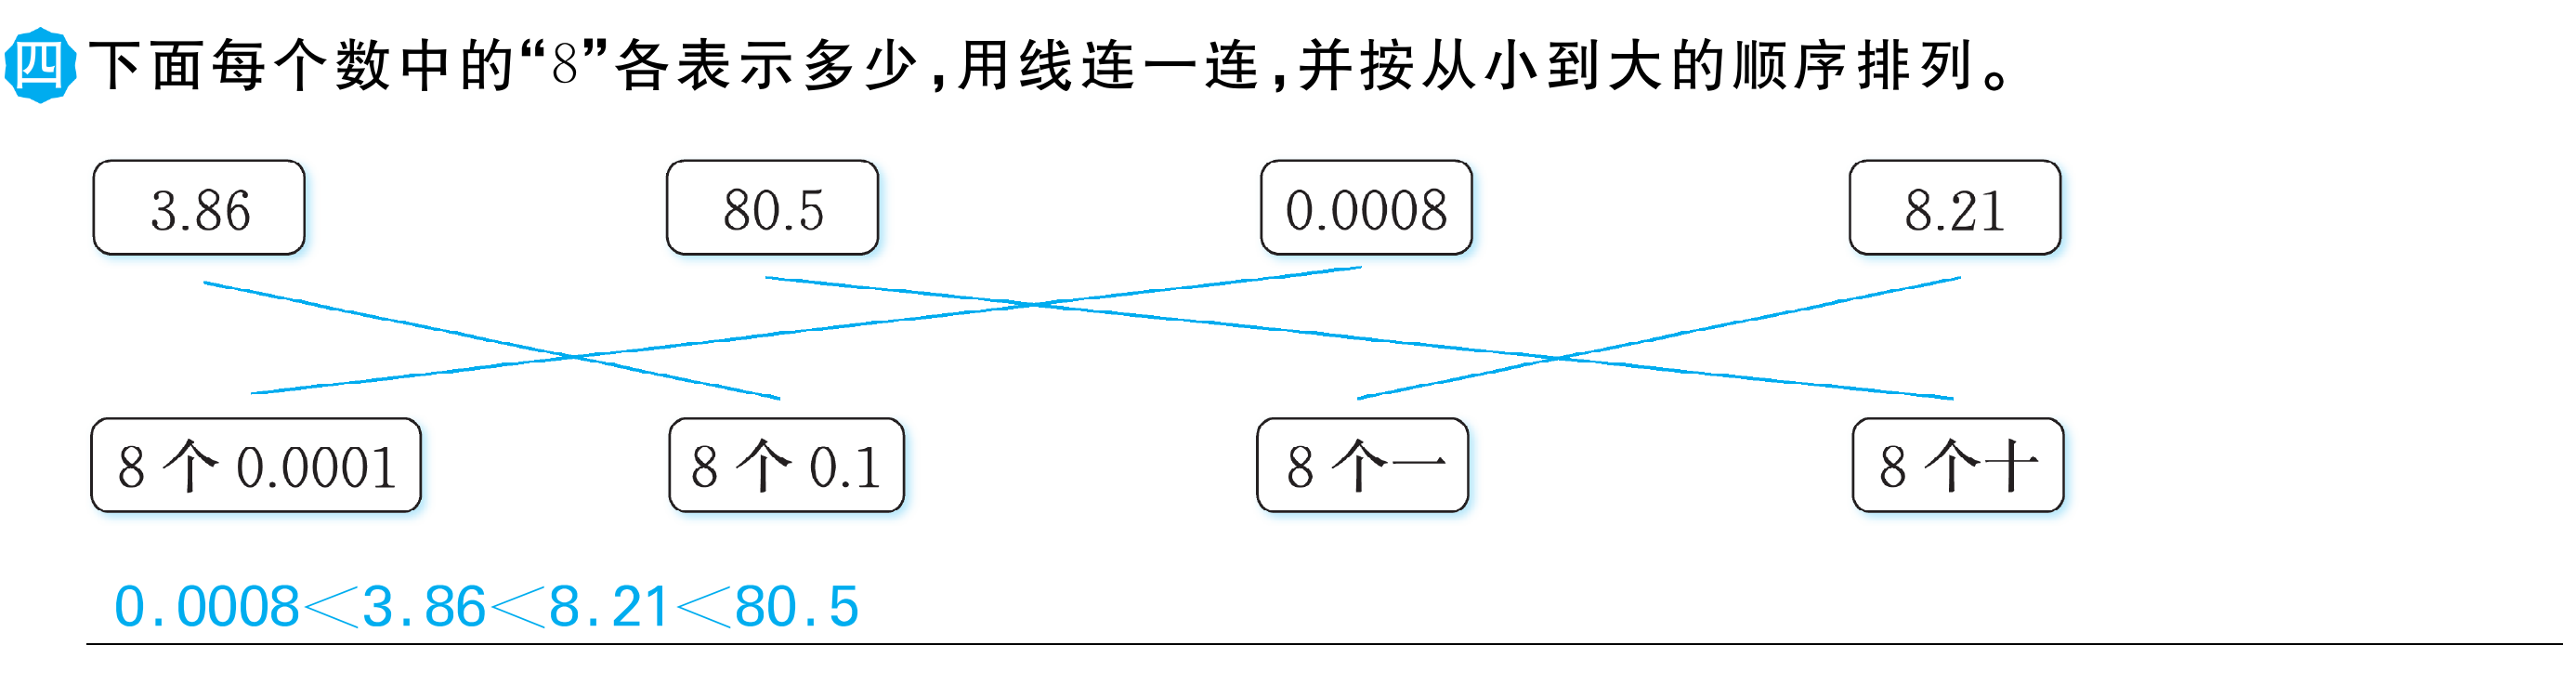 四 下面每个数中的“8”各表示多少,用线连一连,并按从小到大的顺序排列。
3.86 80.5 0.0008 8.21
8个0.0001 8个0.1 8个一 8个十
0.0008<3.86<8.21<80.5